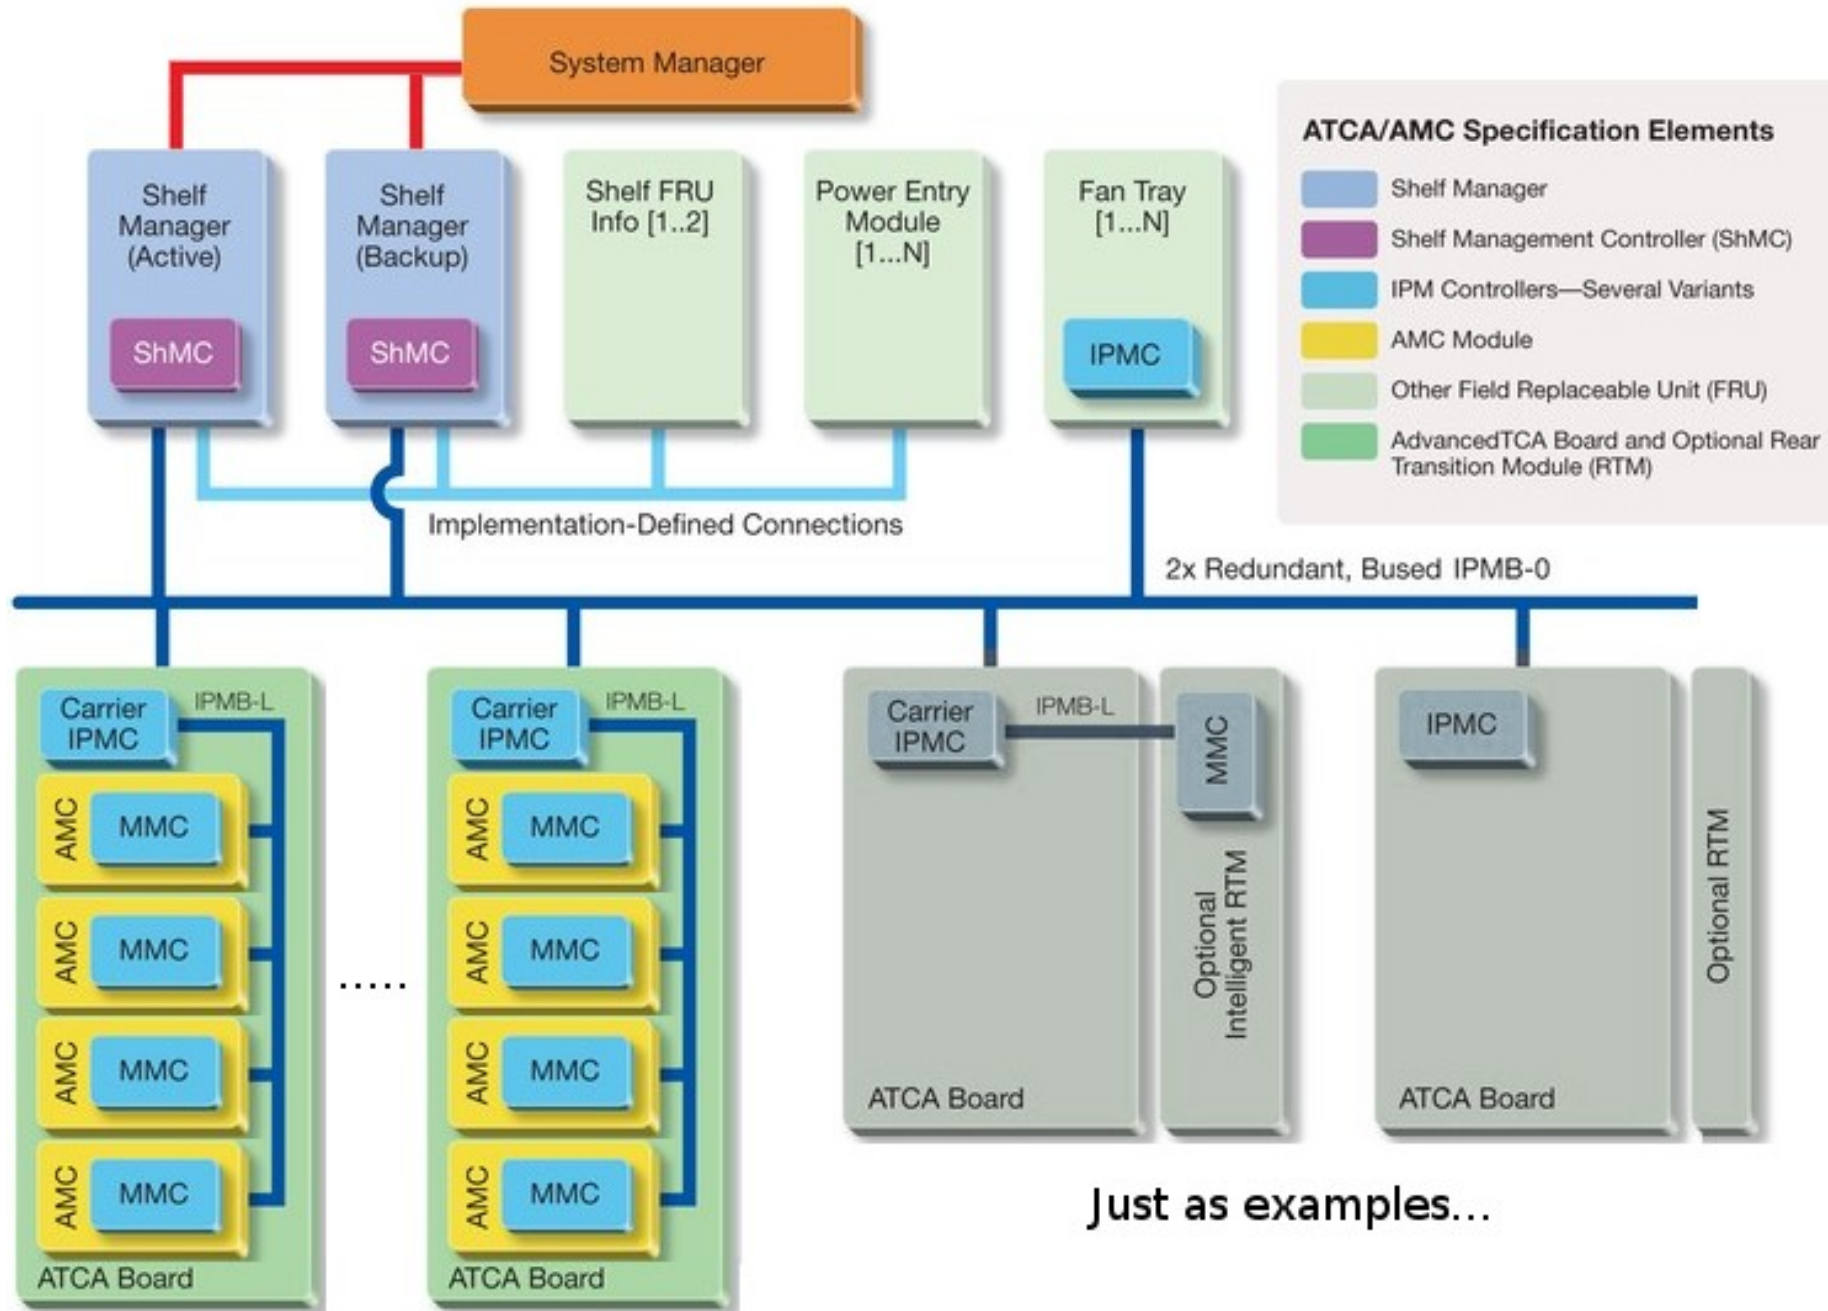 System Manager
Shelf
Manager
(Active)
ShMC
Shelf
Manager
(Backup)
ShMC
Shelf FRU
Info [1..2]
Power Entry
Module
[1...N]
Fan Tray
[1...N]
IPMC
ATCA/AMC Specification Elements
Shelf Manager
Shelf Management Controller (ShMC)
IPM Controllers—Several Variants
AMC Module
Other Field Replaceable Unit (FRU)
AdvancedTCA Board and Optional Rear
Transition Module (RTM)
Implementation-Defined Connections
2x Redundant, Bused IPMB-0
Carrier
IPMC
IPMB-L
AMC
MMC
AMC
MMC
AMC
MMC
AMC
MMC
ATCA Board
.....
Carrier
IPMC
IPMB-L
AMC
MMC
AMC
MMC
AMC
MMC
AMC
MMC
ATCA Board
Carrier
IPMC
IPMB-L
ATCA Board
MMC
Optional
Intelligent RTM
IPMC
ATCA Board
Optional RTM
Just as examples...